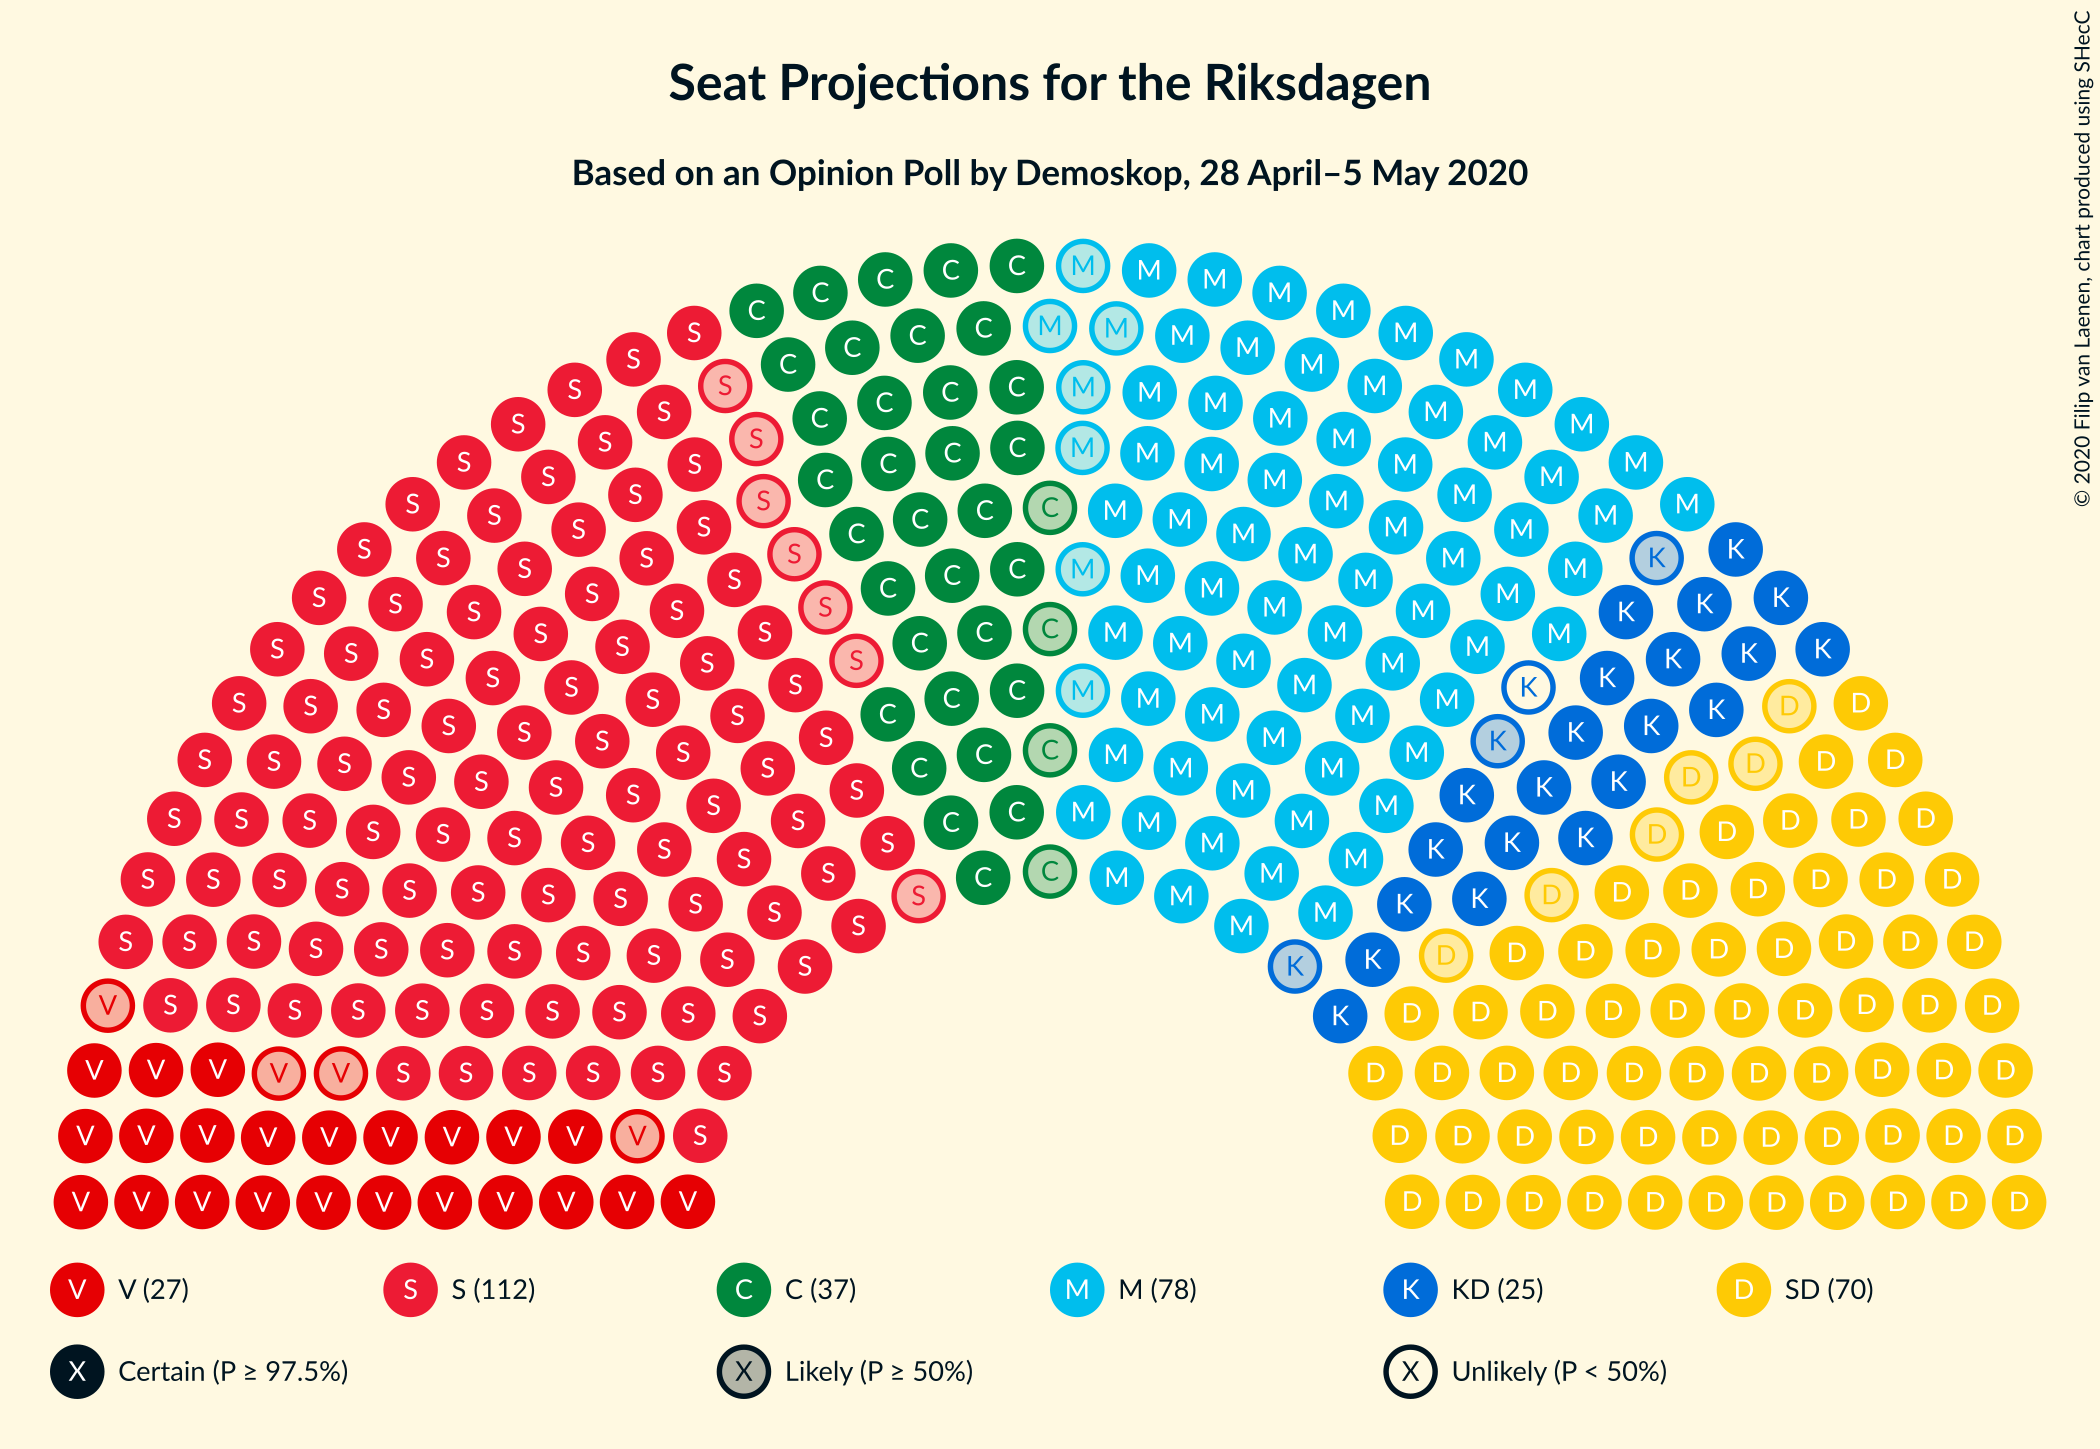 Seat Projections for the Riksdagen
Based on an Opinion Poll by Demoskop, 28 April–5 May 2020
© 2020 Filip van Laenen, chart produced using SHecC
V V (27)
S S (112)
C C (37)
M M (78)
K KD (25)
D SD (70)
X Certain (P ≥ 97.5%)
X Likely (P ≥ 50%)
X Unlikely (P < 50%)